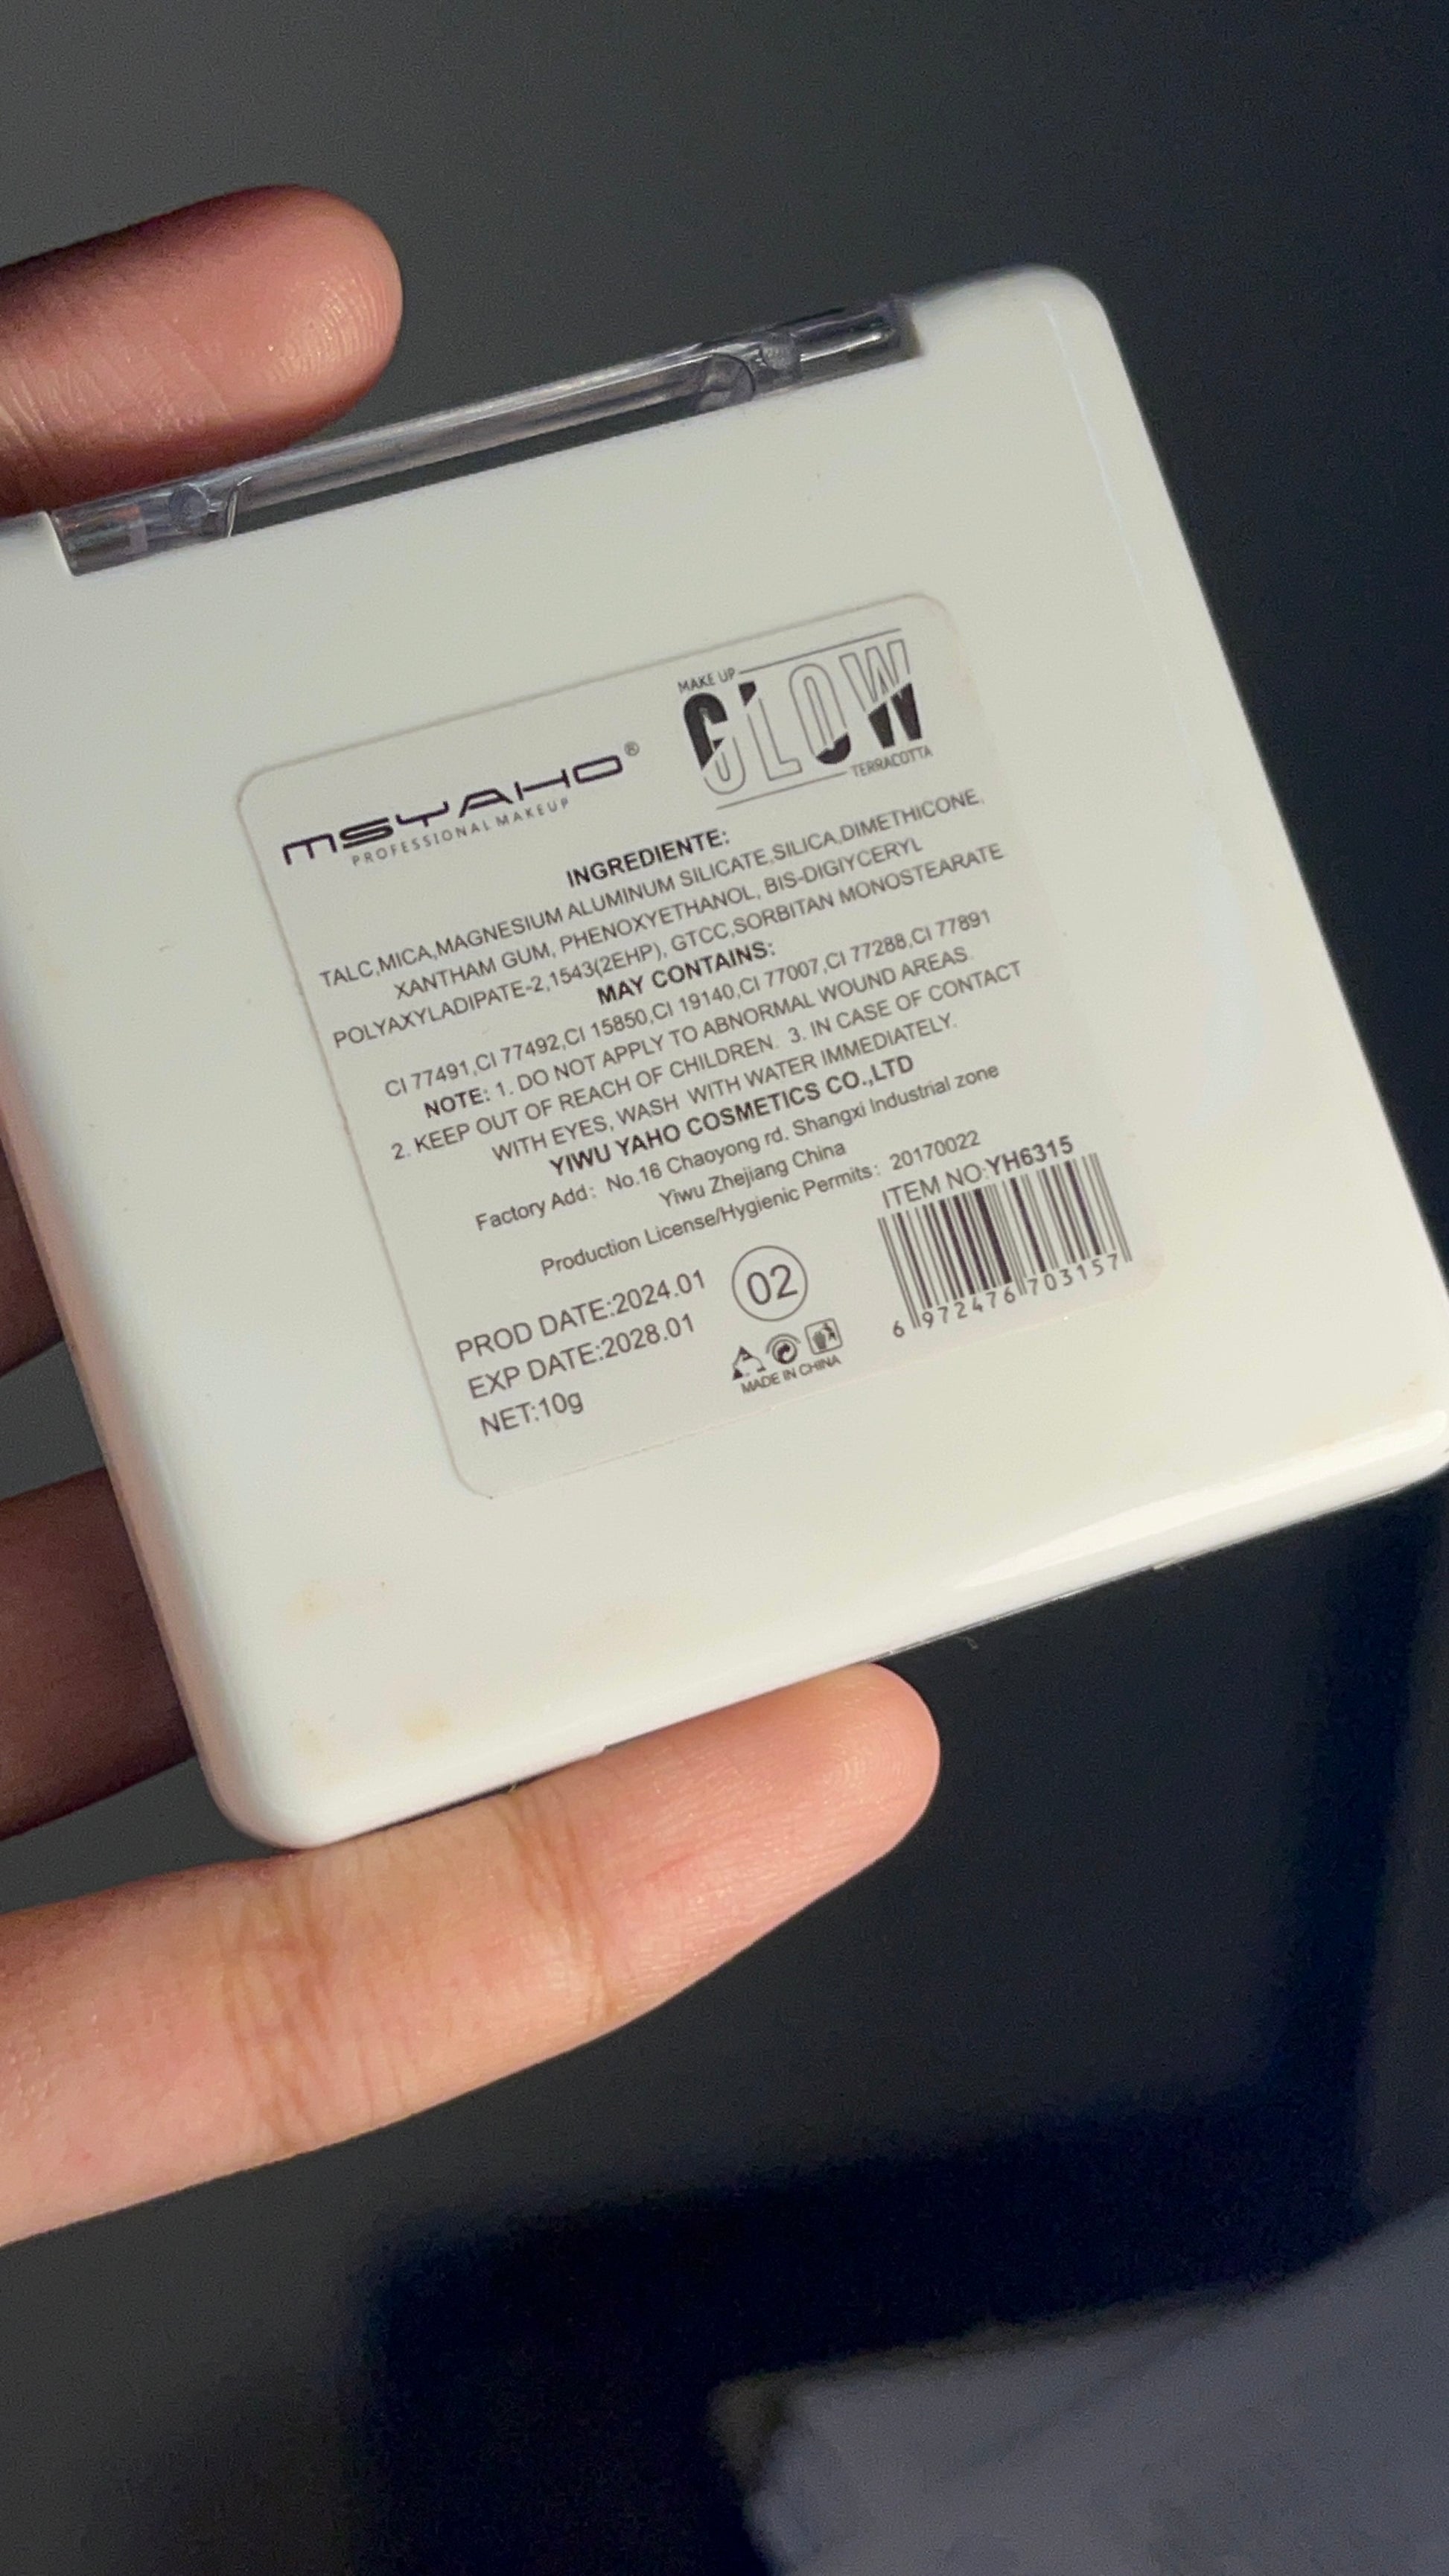 MSYAHO®
PROFESSIONAL MAKEUP
MAKE UP
GLOW
TERRACOTTA
INGREDIENTE:
TALC,MICA,MAGNESIUM ALUMINUM SILICATE,SILICA,DIMETHICONE,
XANTHAM GUM, PHENOXYETHANOL, BIS-DIGIYCERYL
POLYAXYLADIPATE-2,1543(2EHP), GTCC,SORBITAN MONOSTEARATE
MAY CONTAINS:
CI 77491,CI 77492,CI 15850,CI 19140,CI 77007,CI 77288,CI 77891
NOTE: 1. DO NOT APPLY TO ABNORMAL WOUND AREAS.
2. KEEP OUT OF REACH OF CHILDREN. 3. IN CASE OF CONTACT
WITH EYES, WASH WITH WATER IMMEDIATELY.
YIWU YAHO COSMETICS CO.,LTD
Factory Add: No.16 Chaoyong rd. Shangxi Industrial zone
Yiwu Zhejiang China
Production License/Hygienic Permits: 20170022
PROD DATE:2024.01
EXP DATE:2028.01
NET:10g
02
MADE IN CHINA
ITEM NO:YH6315
6 972476 703157